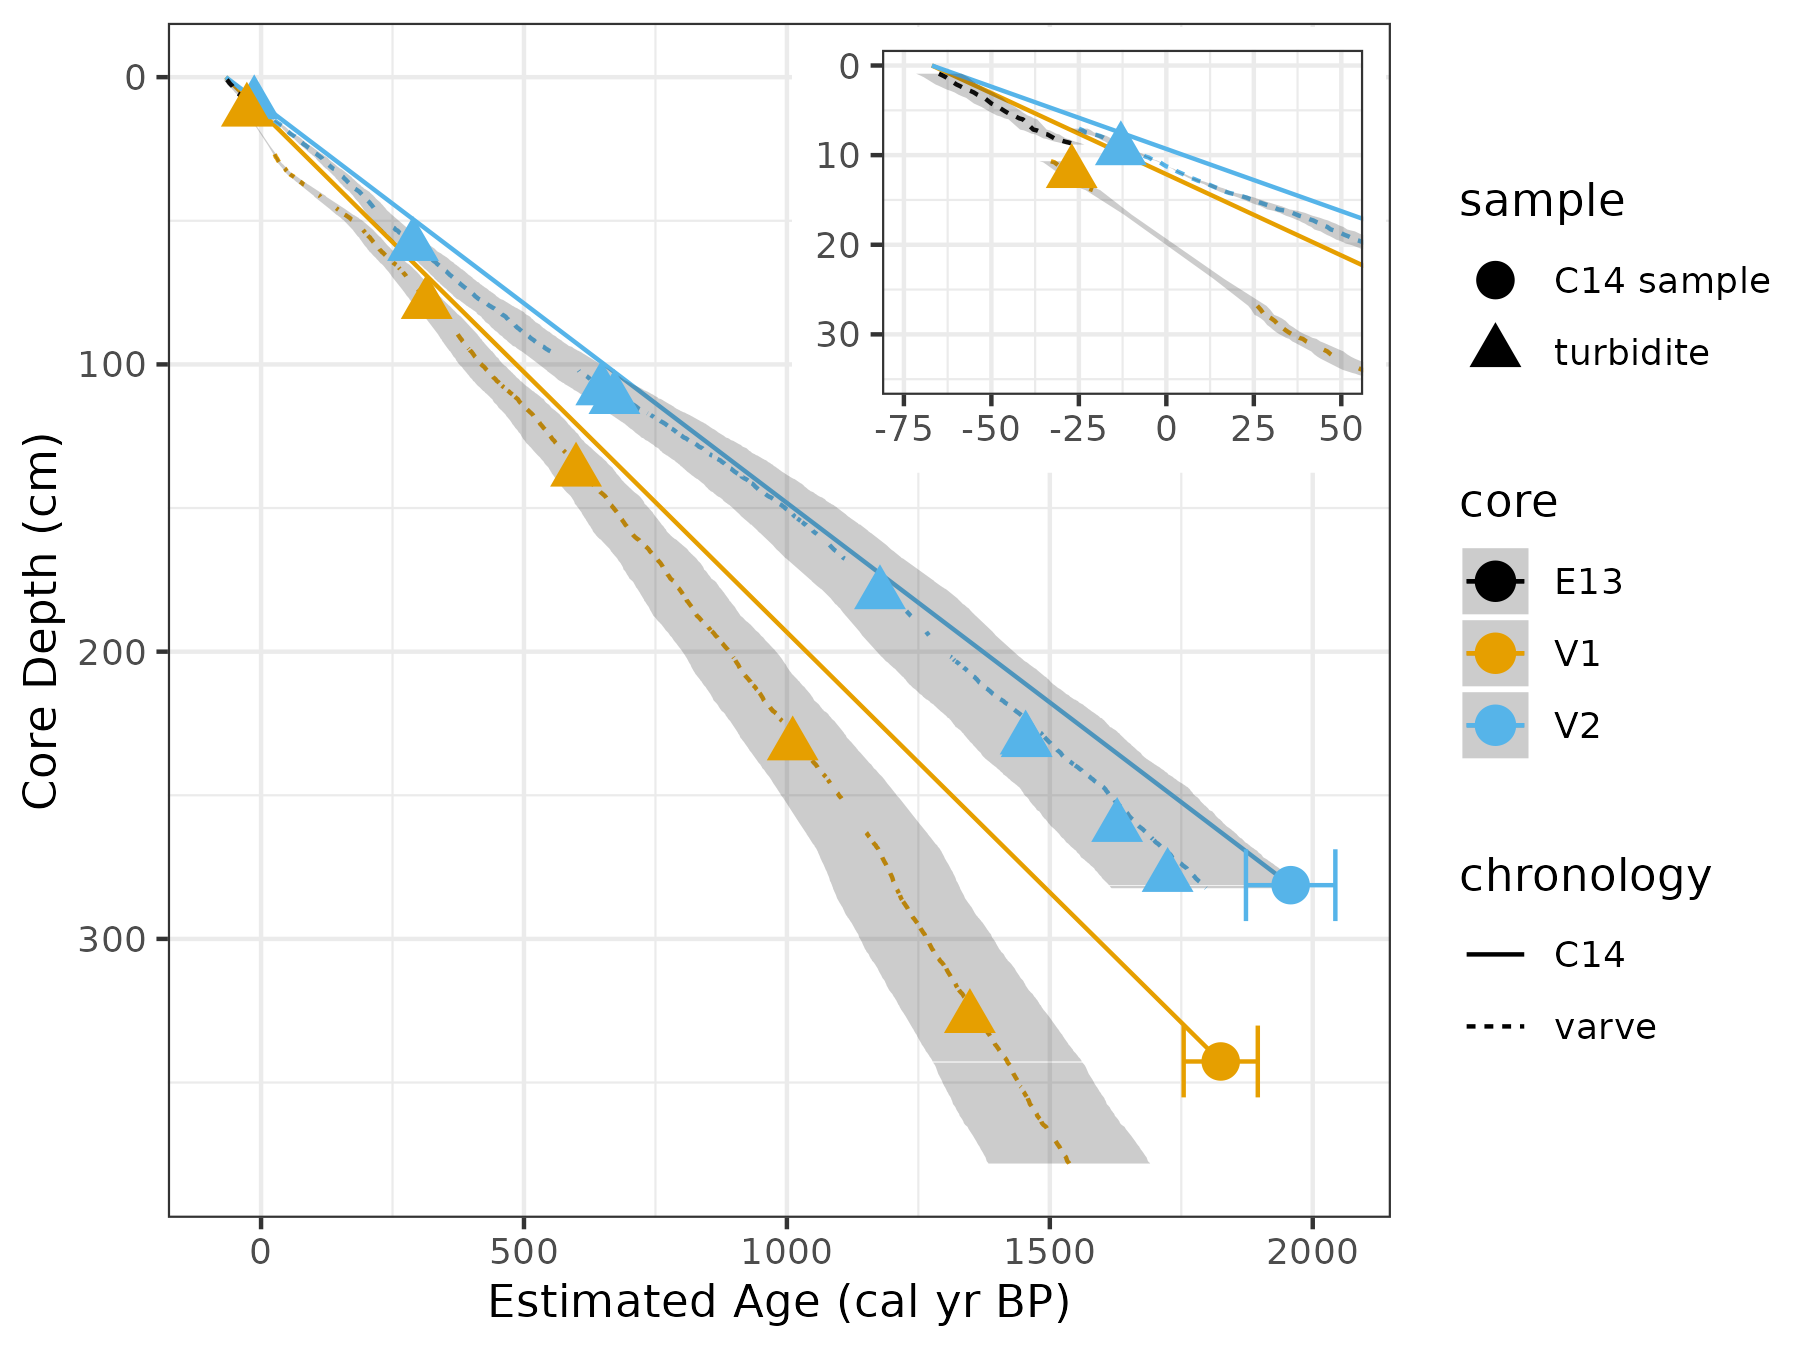 0
100
200
300
0 500 1000 1500 2000
Core Depth (cm)
Estimated Age (cal yr BP)
0
10
20
30
-75 -50 -25 0 25 50
sample
C14 sample
turbidite
core
E13
V1
V2
chronology
C14
varve